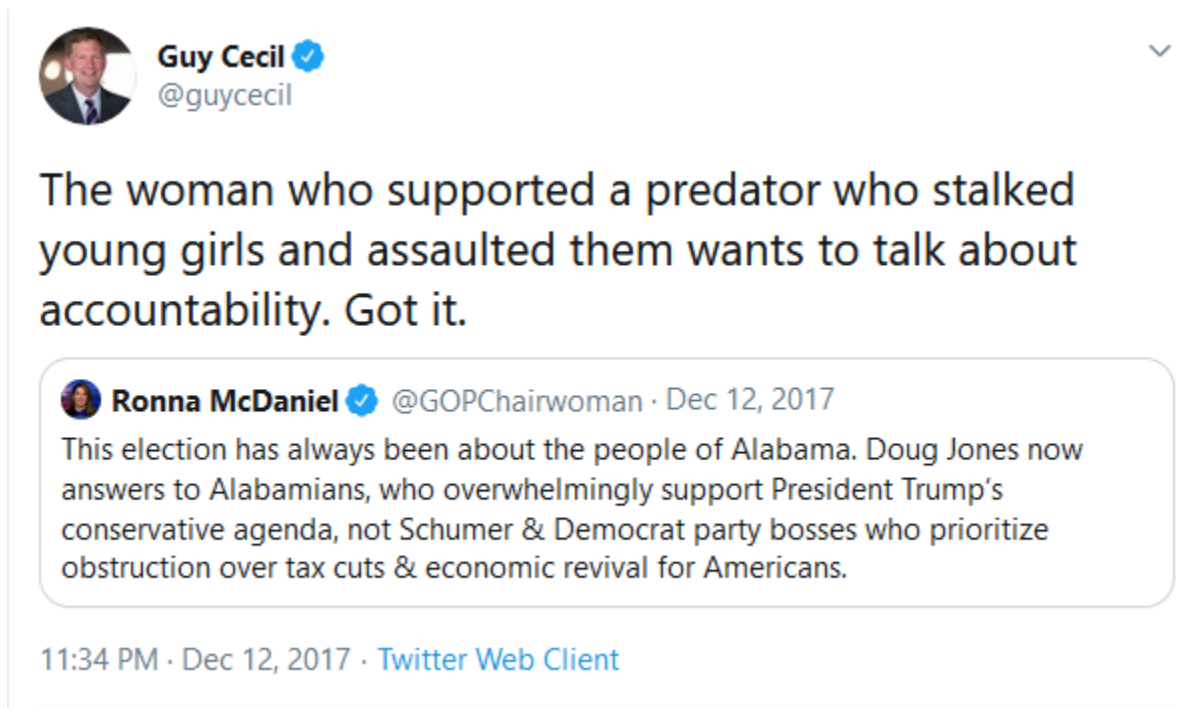 Guy Cecil
@guycecil
The woman who supported a predator who stalked
young girls and assaulted them wants to talk about
accountability. Got it.
Ronna McDaniel @GOPChairwoman · Dec 12, 2017
This election has always been about the people of Alabama. Doug Jones now
answers to Alabamians, who overwhelmingly support President Trump's
conservative agenda, not Schumer & Democrat party bosses who prioritize
obstruction over tax cuts & economic revival for Americans.
11:34 PM · Dec 12, 2017 · Twitter Web Client